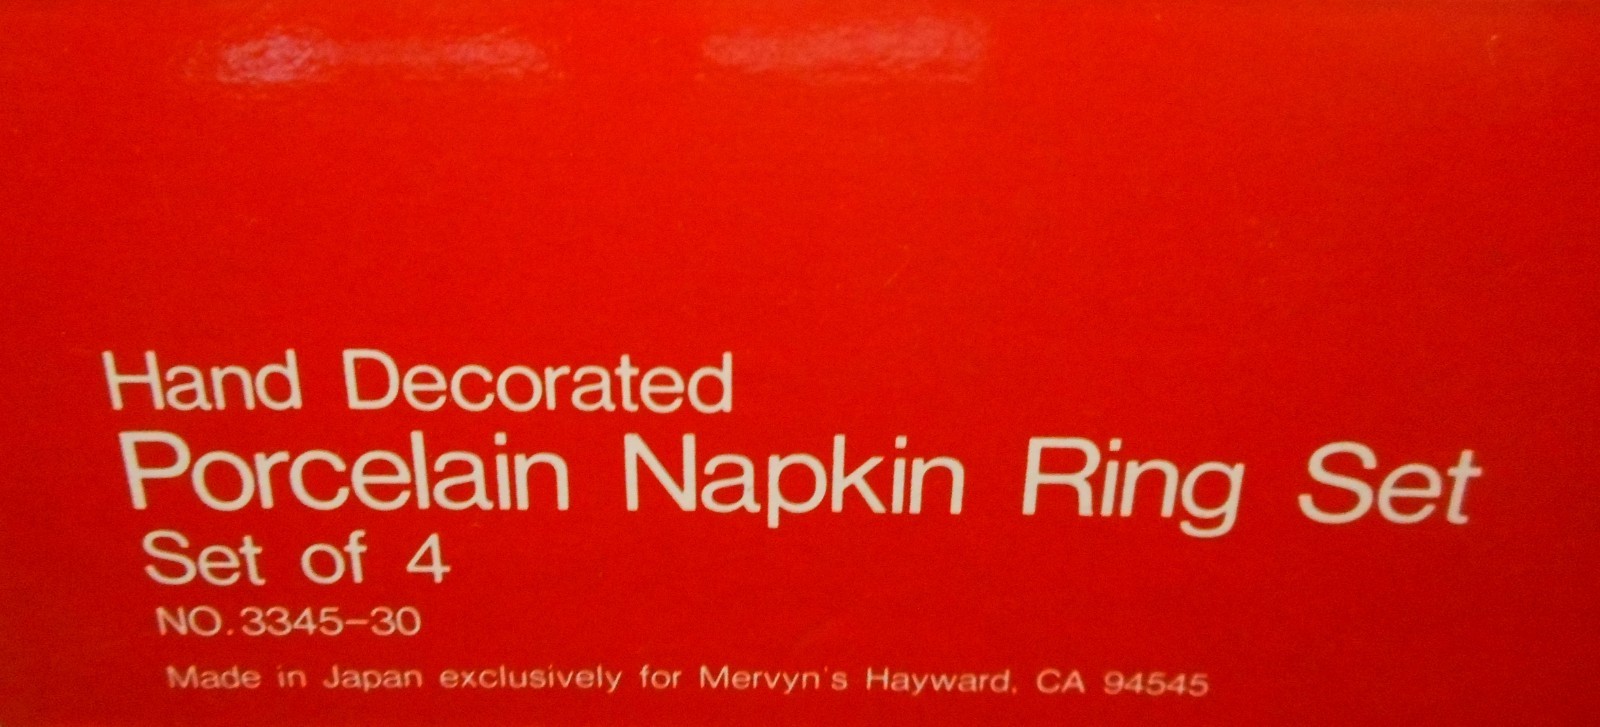 Hand Decorated
Porcelain Napkin Ring Set
Set of 4
NO.3345-30
Made in Japan exclusively for Mervyn's Hayward, CA 94545